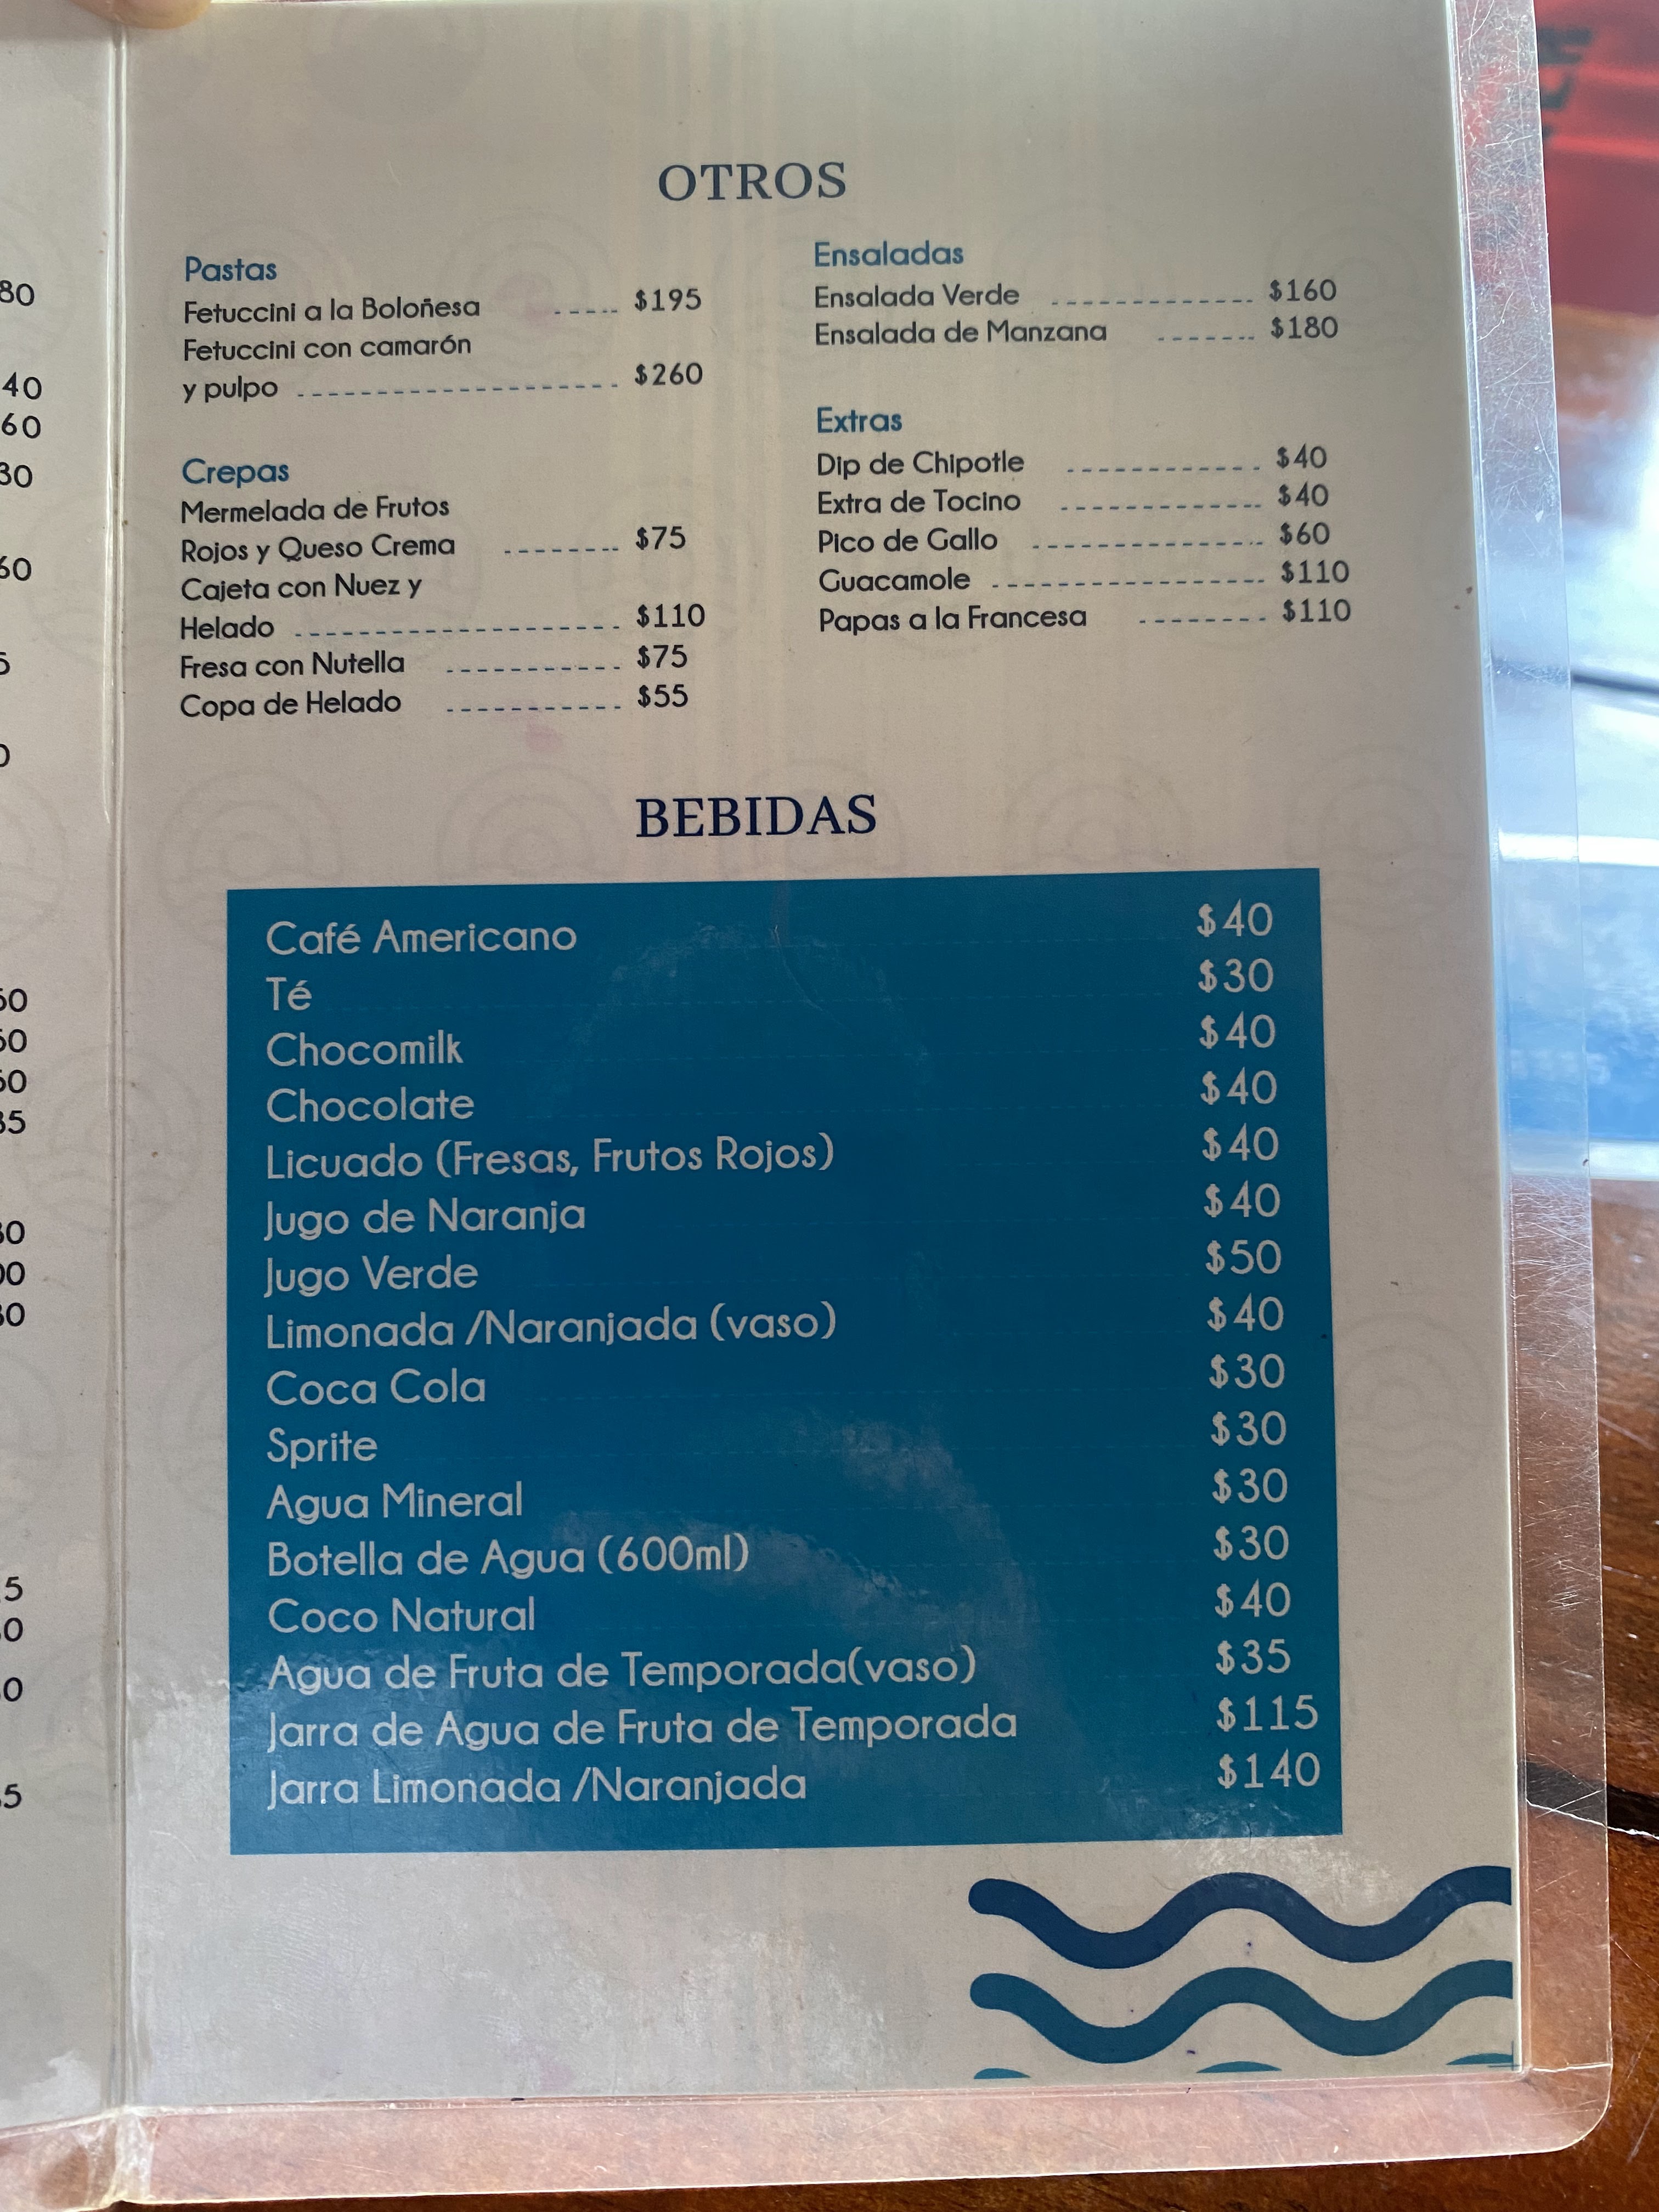 OTROS
Pastas
Fetuccini a la Boloñesa ----- $195
Fetuccini con camarón
y pulpo -------------------- $260
Crepas
Mermelada de Frutos
Rojos y Queso Crema -------- $75
Cajeta con Nuez y
Helado -------------------- $110
Fresa con Nutella ----------- $75
Copa de Helado ----------- $55
Ensaladas
Ensalada Verde ------------- $160
Ensalada de Manzana ------- $180
Extras
Dip de Chipotle ------------ $40
Extra de Tocino ------------- $40
Pico de Gallo --------------- $60
Guacamole ----------------- $110
Papas a la Francesa -------- $110
BEBIDAS
Café Americano $40
Té $30
Chocomilk $40
Chocolate $40
Licuado (Fresas, Frutos Rojos) $40
Jugo de Naranja $40
Jugo Verde $50
Limonada /Naranjada (vaso) $40
Coca Cola $30
Sprite $30
Agua Mineral $30
Botella de Agua (600ml) $30
Coco Natural $40
Agua de Fruta de Temporada(vaso) $35
Jarra de Agua de Fruta de Temporada $115
Jarra Limonada /Naranjada $140